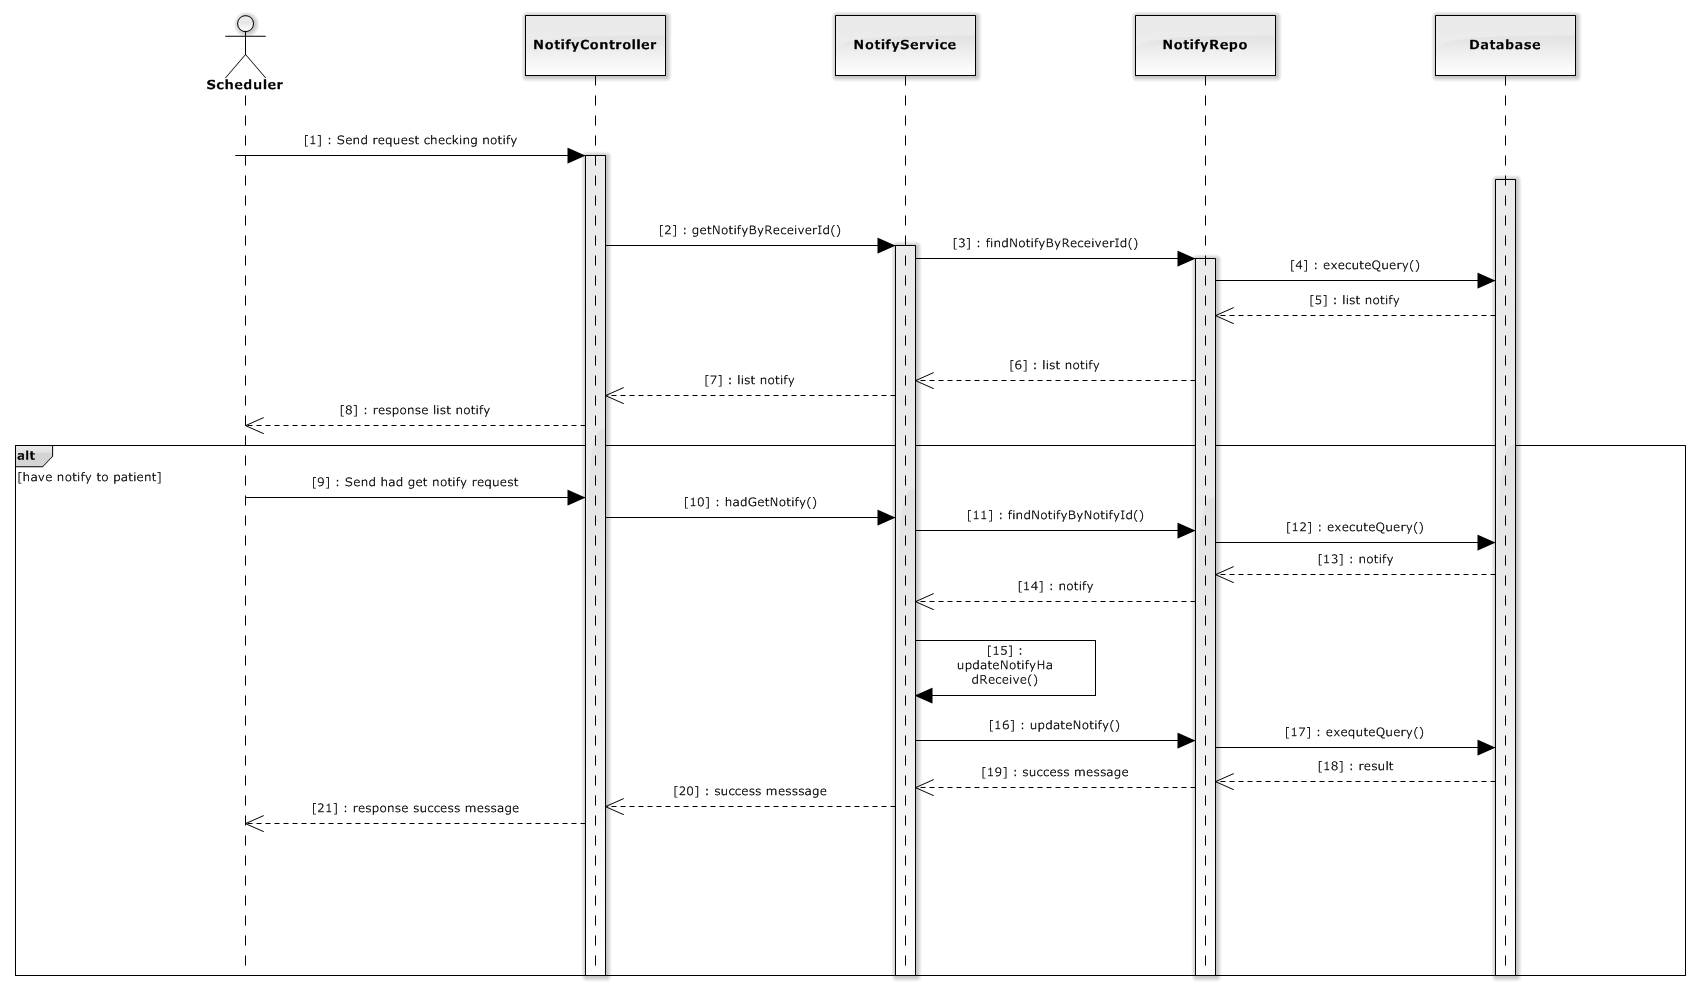 Scheduler
NotifyController
NotifyService
NotifyRepo
Database
[1] : Send request checking notify
[2] : getNotifyByReceiverId()
[3] : findNotifyByReceiverId()
[4] : executeQuery()
[5] : list notify
[6] : list notify
[7] : list notify
[8] : response list notify
alt
[have notify to patient]
[9] : Send had get notify request
[10] : hadGetNotify()
[11] : findNotifyByNotifyId()
[12] : executeQuery()
[13] : notify
[14] : notify
[15] :
updateNotifyHa
dReceive()
[16] : updateNotify()
[17] : exequteQuery()
[18] : result
[19] : success message
[20] : success messsage
[21] : response success message